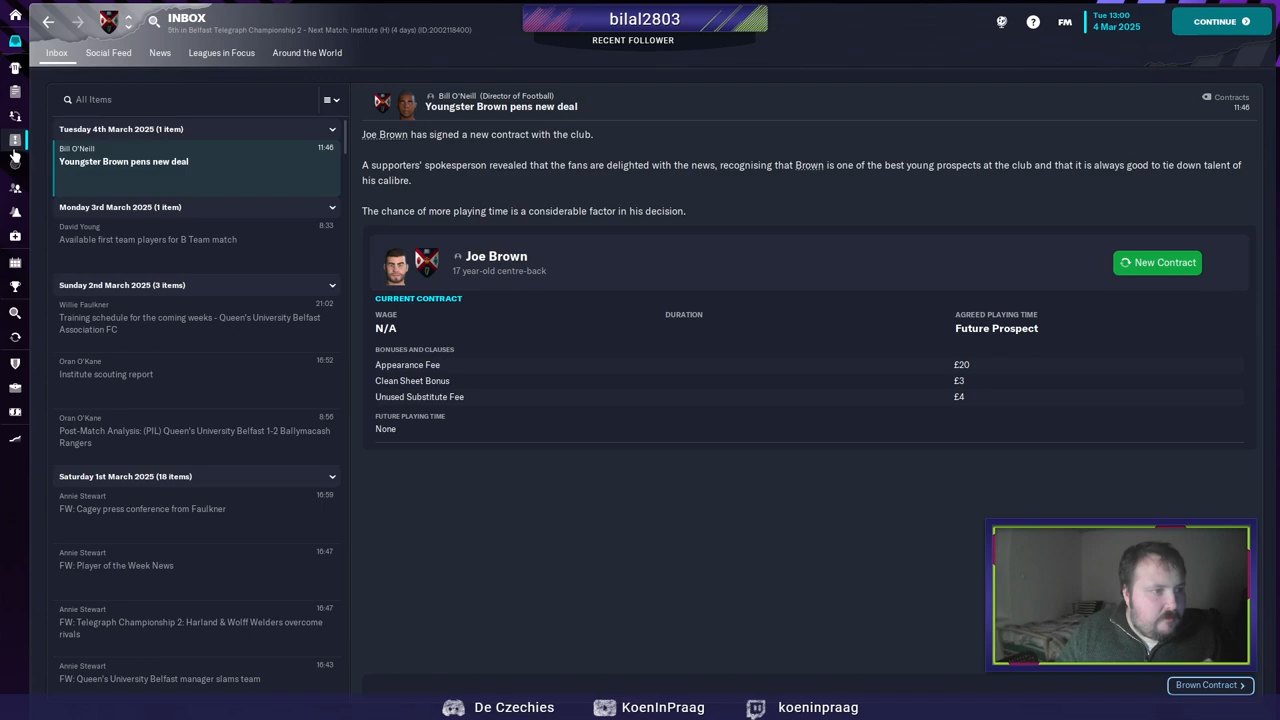 INBOX
5th in Belfast Telegraph Championship 2 - Next Match: Institute (H) (4 days) (ID:2002118400)
bilal2803
RECENT FOLLOWER
FM
Tue 13:00
4 Mar 2025
CONTINUE
Inbox
Social Feed
News
Leagues in Focus
Around the World
All Items
Tuesday 4th March 2025 (1 item)
Bill O'Neill
11:46
Youngster Brown pens new deal
Monday 3rd March 2025 (1 item)
David Young
8:33
Available first team players for B Team match
Sunday 2nd March 2025 (3 items)
Willie Faulkner
21:02
Training schedule for the coming weeks - Queen's University Belfast
Association FC
Oran O'Kane
16:52
Institute scouting report
Oran O'Kane
8:56
Post-Match Analysis: (PIL) Queen's University Belfast 1-2 Ballymacash
Rangers
Saturday 1st March 2025 (18 items)
Annie Stewart
16:59
FW: Cagey press conference from Faulkner
Annie Stewart
16:47
FW: Player of the Week News
Annie Stewart
16:47
FW: Telegraph Championship 2: Harland & Wolff Welders overcome
rivals
Annie Stewart
16:43
FW: Queen's University Belfast manager slams team
Bill O'Neill (Director of Football)
Youngster Brown pens new deal
Contracts
11:46
Joe Brown has signed a new contract with the club.
A supporters' spokesperson revealed that the fans are delighted with the news, recognising that Brown is one of the best young prospects at the club and that it is always good to tie down talent of
his calibre.
The chance of more playing time is a considerable factor in his decision.
Joe Brown
17 year-old centre-back
New Contract
CURRENT CONTRACT
WAGE
DURATION
AGREED PLAYING TIME
N/A
Future Prospect
BONUSES AND CLAUSES
Appearance Fee
£20
Clean Sheet Bonus
£3
Unused Substitute Fee
£4
FUTURE PLAYING TIME
None
Brown Contract
De Czechies
KoenInPraag
koeninpraag